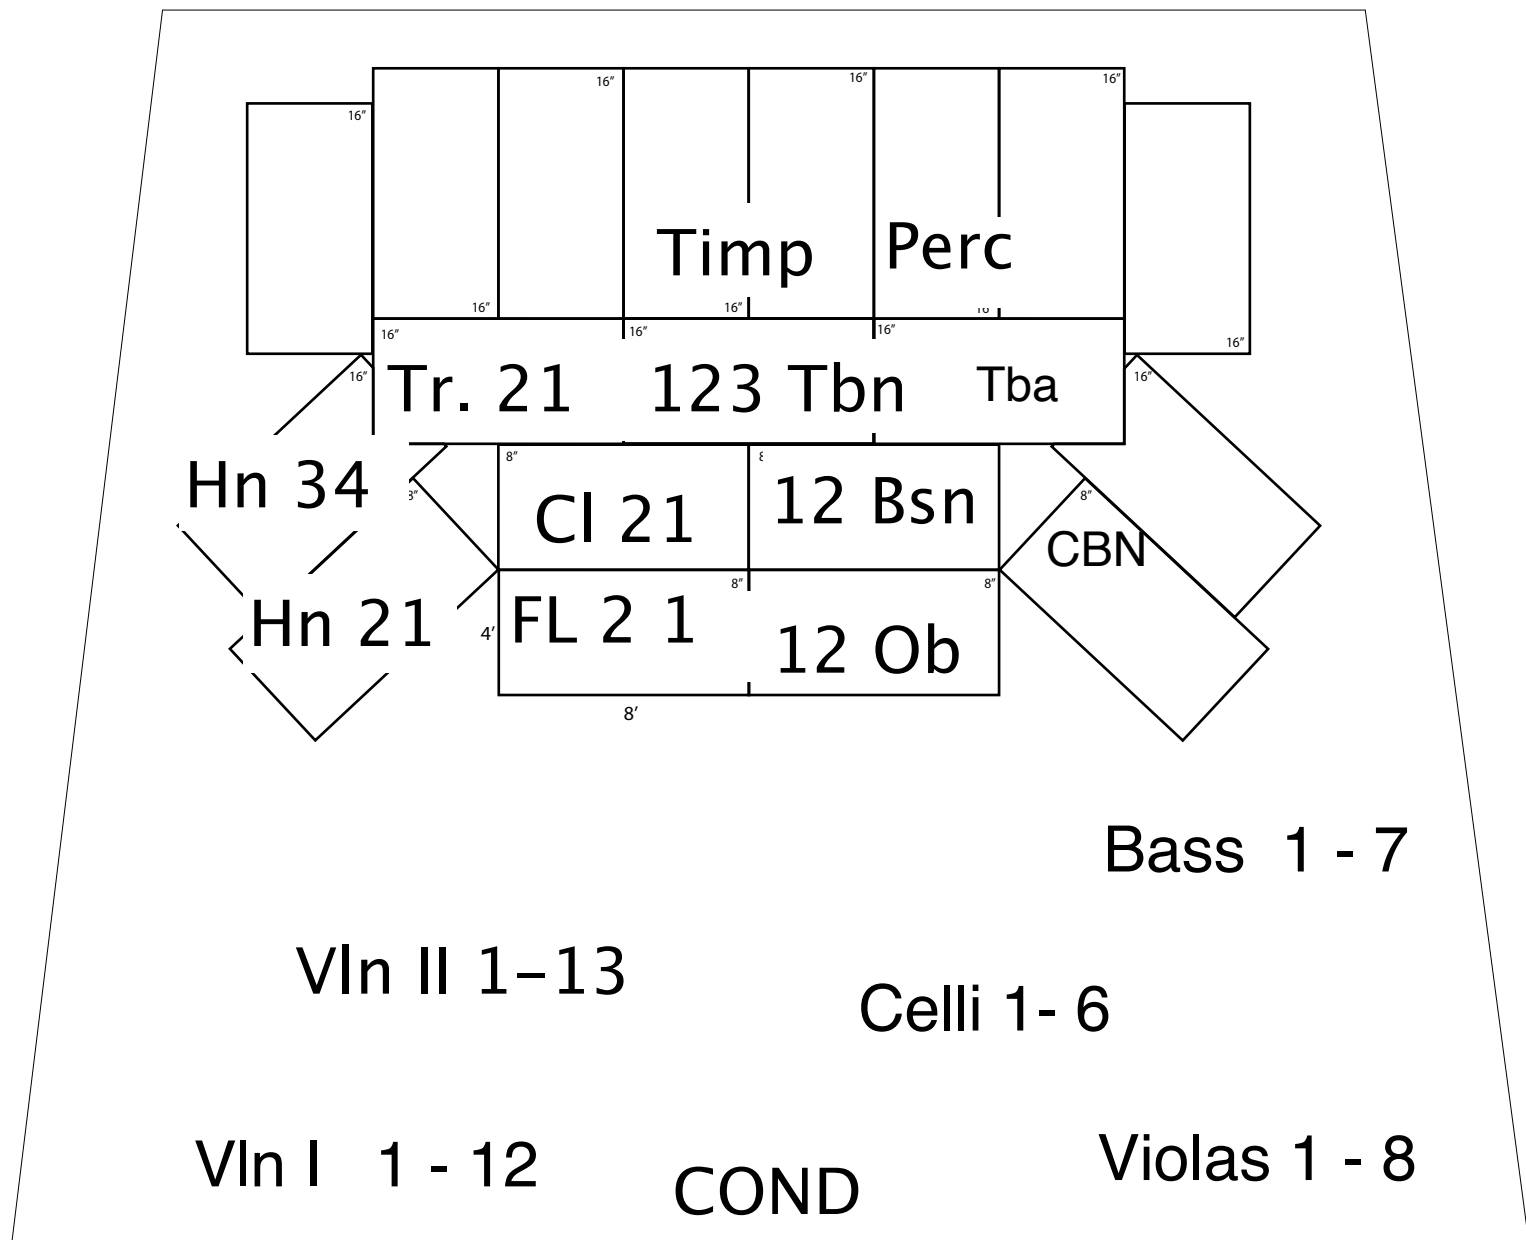 16" 16" 16"
16"
Timp Perc
16" 16" 16
16"
16" 16" 16"
16" 16"
Tr. 21 123 Tbn Tba
8"
Hn 34 8" 8"
Cl 21 12 Bsn
CBN
8" 8"
Hn 21 4' FL 2 1
12 Ob
8'
Bass 1 - 7
Vln II 1–13
Celli 1- 6
Vln I 1 - 12
Violas 1 - 8
COND